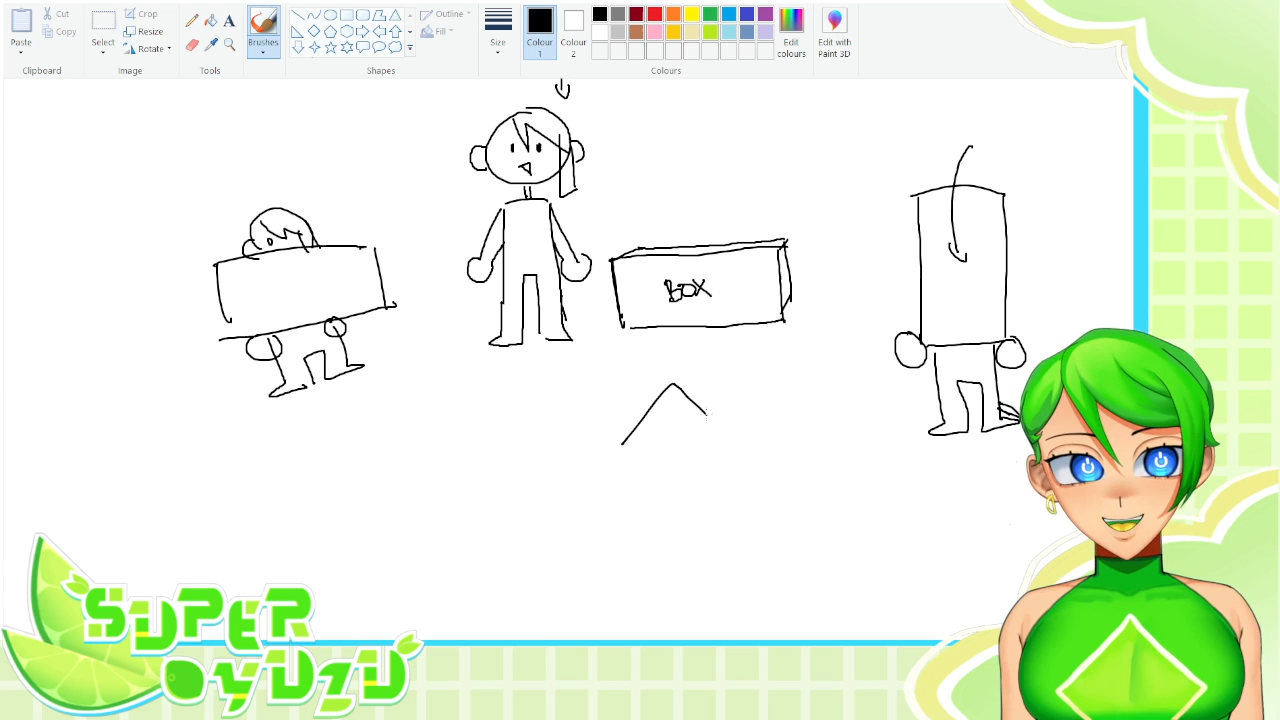 Paste
Cut
Select
Crop
Resize
Rotate
A
Brushes
Outline
Fill
Size
Colour
1
Colour
2
Edit
colours
Edit with
Paint 3D
Clipboard
Image
Tools
Shapes
Colours
BOX
SUPER
OYUZU